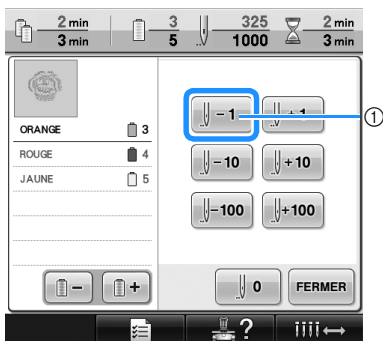 2 min
3 min
3
5
325
1000
2 min
3 min
ORANGE 3
ROUGE 4
JAUNE 5
-1
+1
①
-10
+10
-100
+100
- +
0
FERMER
?